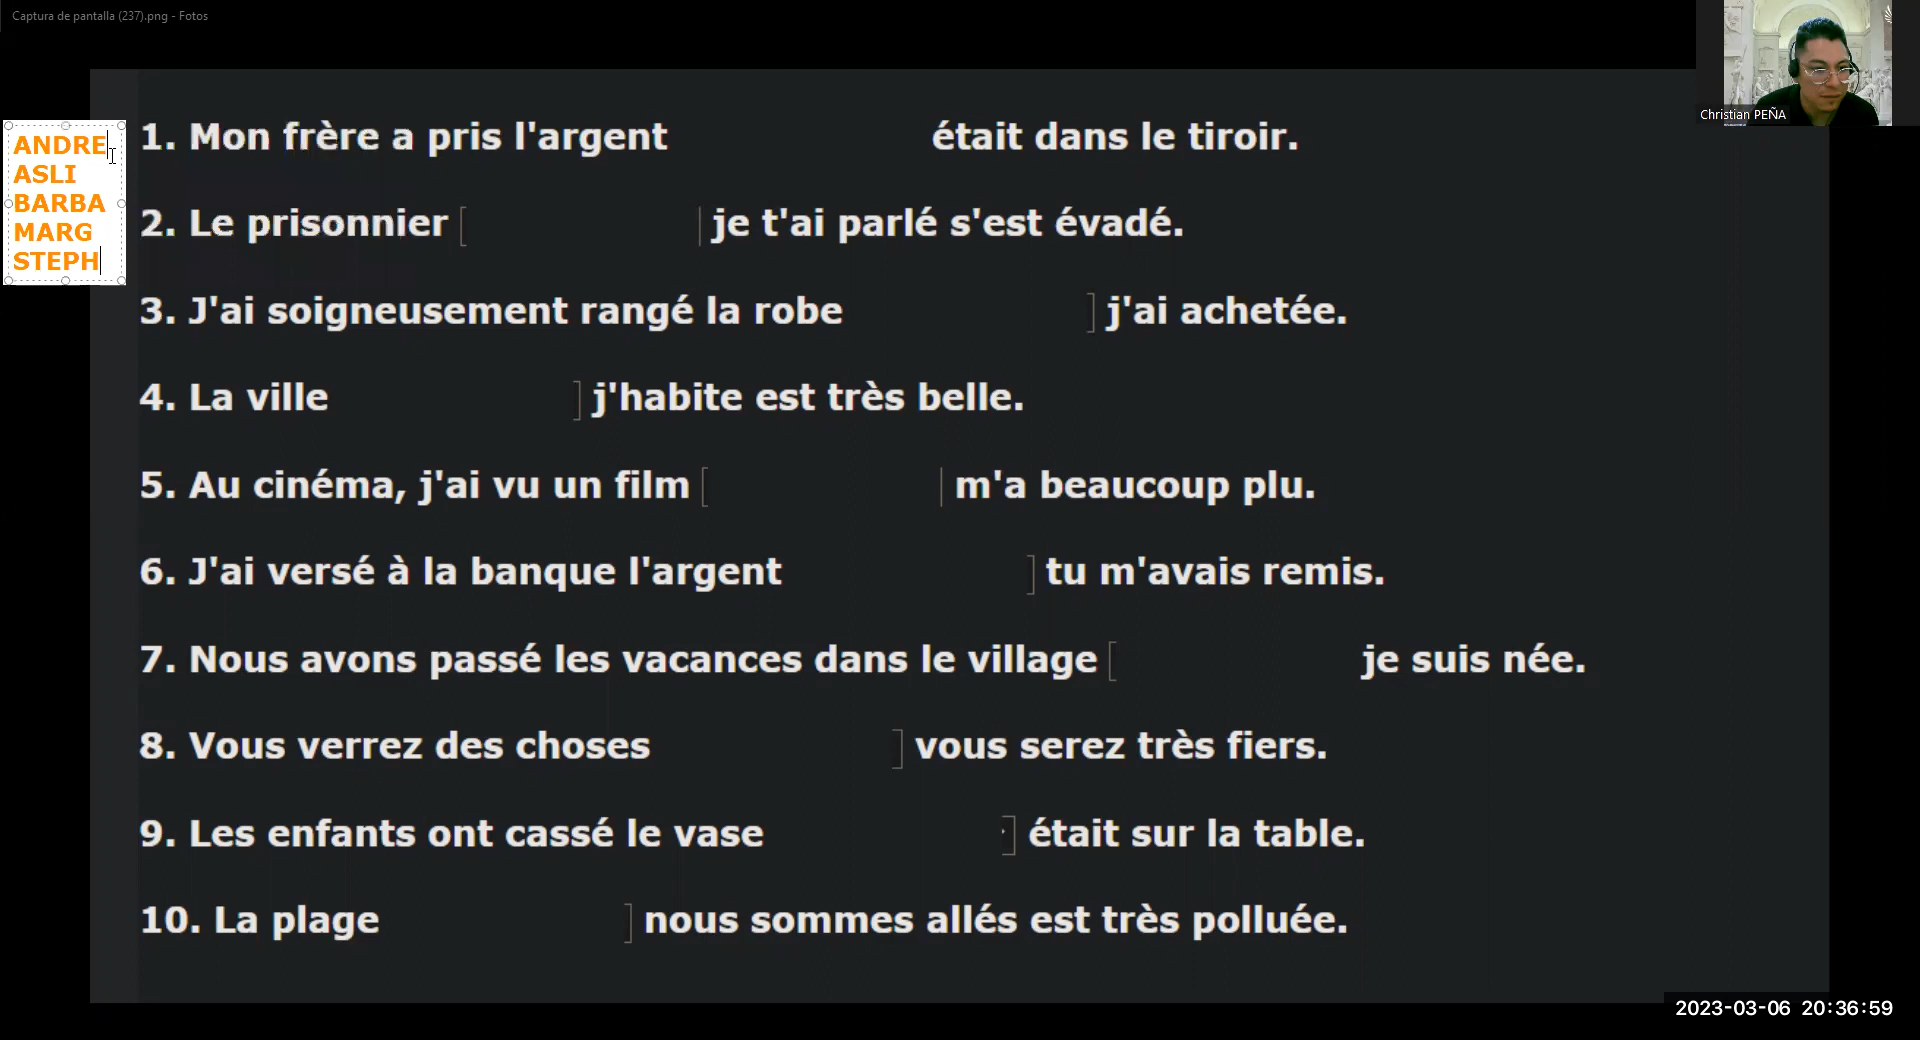 Captura de pantalla (237).png - Fotos
Christian PEÑA
ANDRE
ASLI
BARBA
MARG
STEPH
1. Mon frère a pris l'argent était dans le tiroir.
2. Le prisonnier [ | je t'ai parlé s'est évadé.
3. J'ai soigneusement rangé la robe ] j'ai achetée.
4. La ville ] j'habite est très belle.
5. Au cinéma, j'ai vu un film [ | m'a beaucoup plu.
6. J'ai versé à la banque l'argent ] tu m'avais remis.
7. Nous avons passé les vacances dans le village [ je suis née.
8. Vous verrez des choses ] vous serez très fiers.
9. Les enfants ont cassé le vase ] était sur la table.
10. La plage ] nous sommes allés est très polluée.
2023-03-06 20:36:59